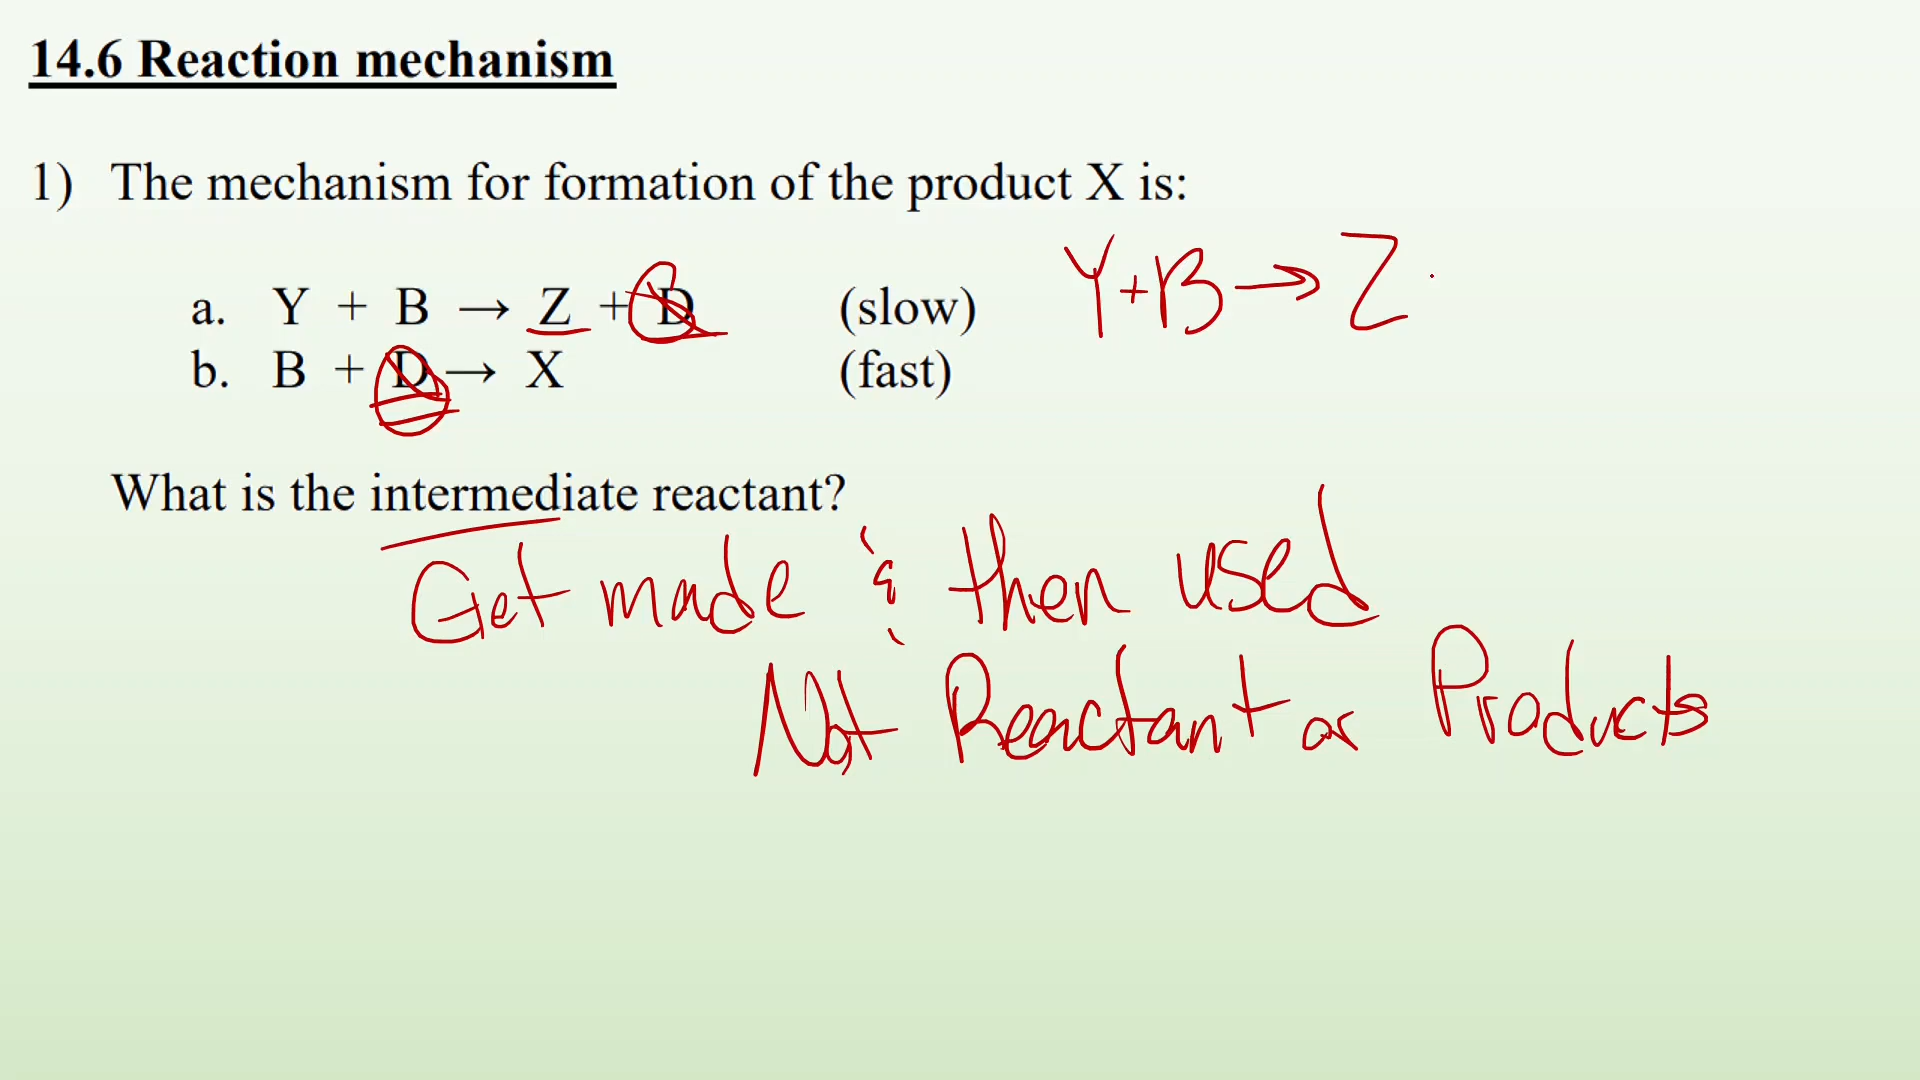 14.6 Reaction mechanism
1) The mechanism for formation of the product X is:
Y + B → Z
a. Y + B → Z + D (slow)
b. B + D → X (fast)
What is the intermediate reactant?
Get made & then used
Not Reactant or Products